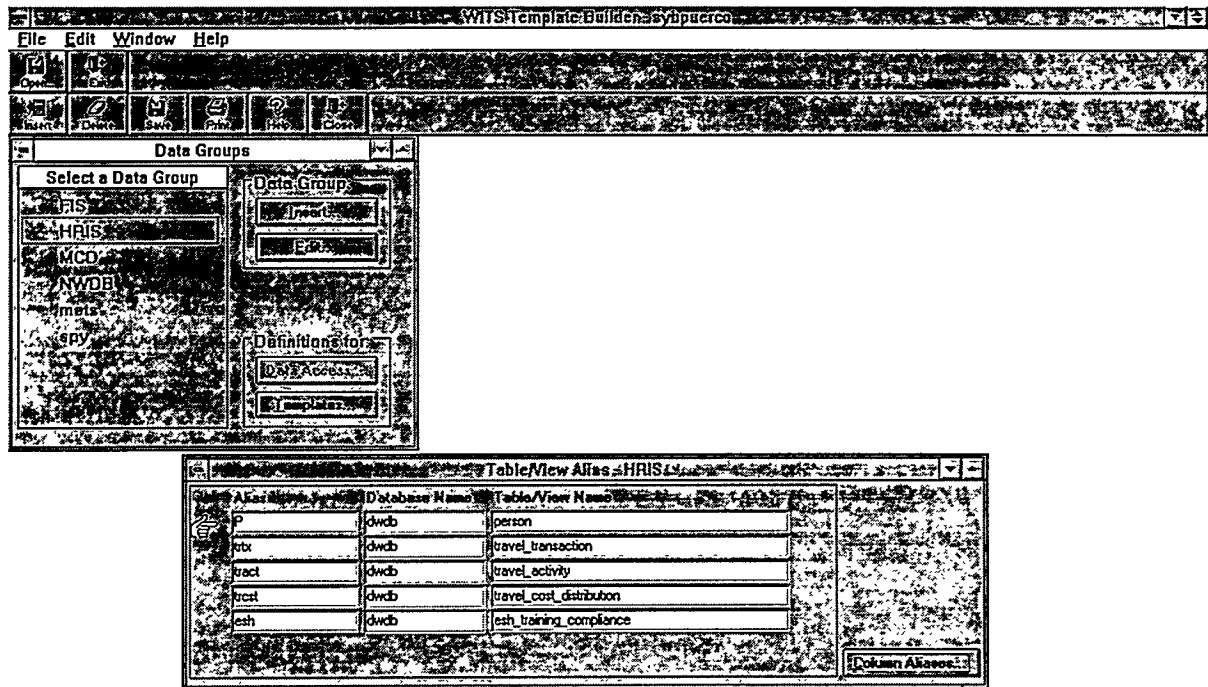 WITS Template Builder - sybpuerco
File Edit Window Help
Open Exit
Insert Delete Save Print Help Close
Data Groups
Select a Data Group
FIS
HRIS
MCD
NWDB
mets
spy
Data Group
Insert...
Edit...
Definitions for:
Data Access...
Templates...
Table/View Alias - HRIS
Alias Database Name Table/View Name
P dwdb person
trtx dwdb travel_transaction
tract dwdb travel_activity
trcst dwdb travel_cost_distribution
esh dwdb esh_training_compliance
Column Aliases...